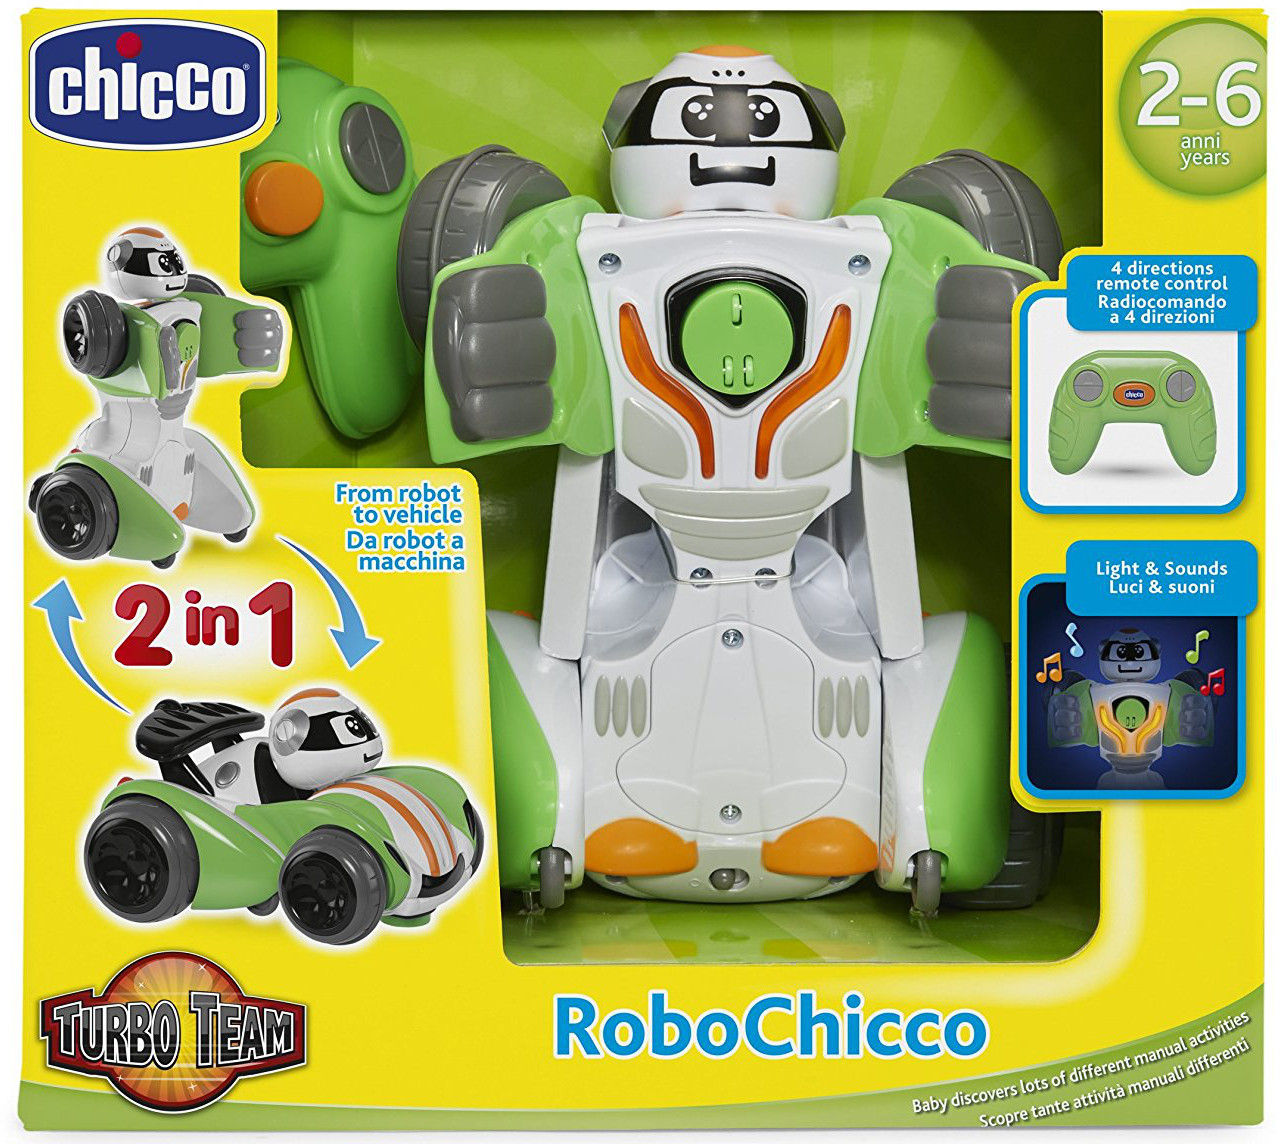 chicco
2-6
anni
years
4 directions
remote control
Radiocomando
a 4 direzioni
chicco
From robot
to vehicle
Da robot a
macchina
2 in 1
Light & Sounds
Luci & suoni
TURBO TEAM
RoboChicco
Baby discovers lots of different manual activities
Scopre tante attività manuali differenti